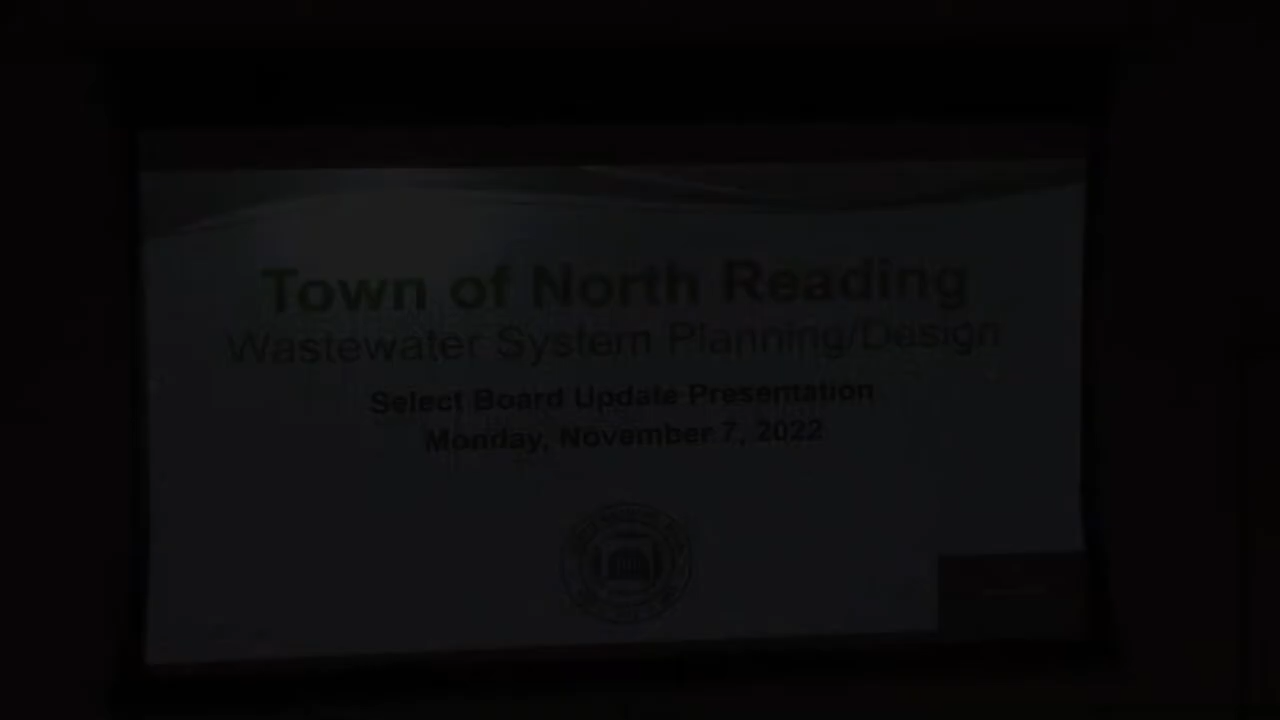 Town of North Reading
Wastewater System Planning/Design
Select Board Update Presentation
Monday, November 7, 2022